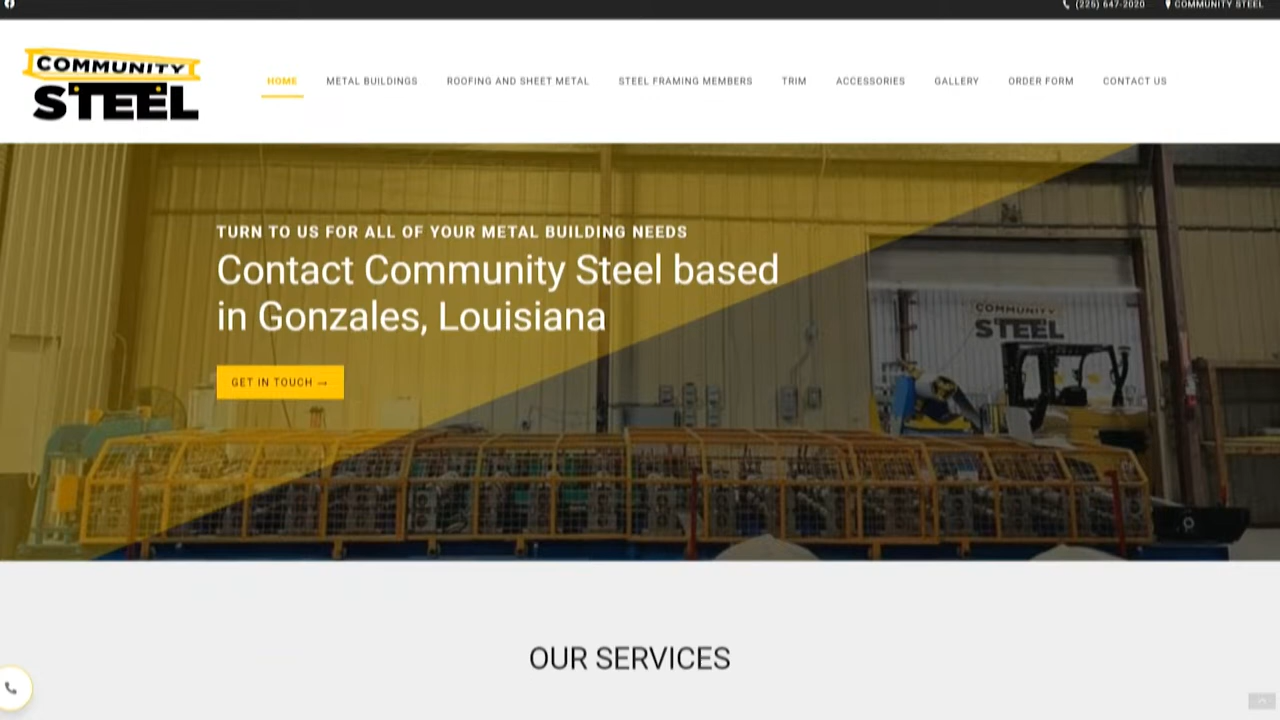 (225) 647-2020 COMMUNITY STEEL
COMMUNITY
STEEL
HOME METAL BUILDINGS ROOFING AND SHEET METAL STEEL FRAMING MEMBERS TRIM ACCESSORIES GALLERY ORDER FORM CONTACT US
TURN TO US FOR ALL OF YOUR METAL BUILDING NEEDS
Contact Community Steel based
in Gonzales, Louisiana
COMMUNITY
STEEL
GET IN TOUCH →
OUR SERVICES